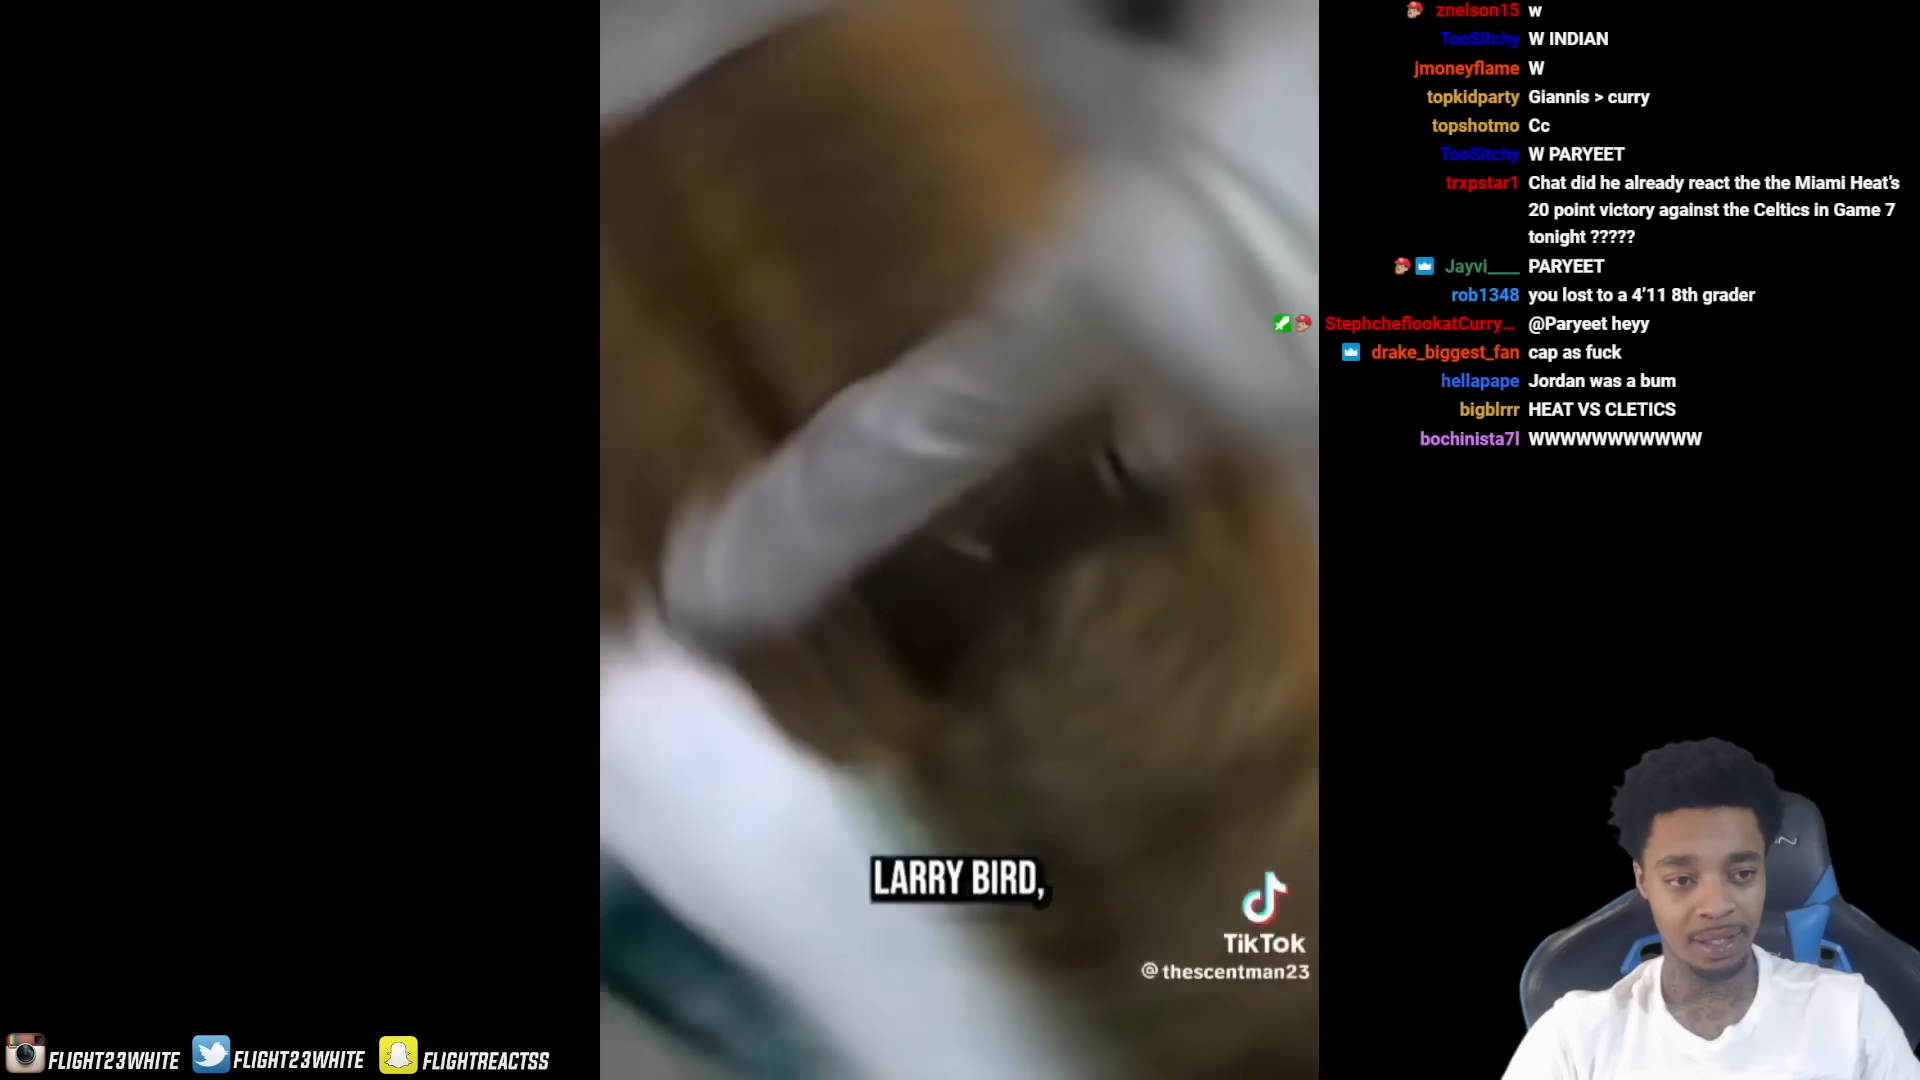 znelson15 w
TooSitchy W INDIAN
jmoneyflame W
topkidparty Giannis > curry
topshotmo Cc
TooSitchy W PARYEET
trxpstar1 Chat did he already react the the Miami Heat's
20 point victory against the Celtics in Game 7
tonight ?????
Jayvi____ PARYEET
rob1348 you lost to a 4'11 8th grader
StephcheflookatCurry... @Paryeet heyy
drake_biggest_fan cap as fuck
hellapape Jordan was a bum
bigblrrr HEAT VS CLETICS
bochinista7l WWWWWWWWWWW
LARRY BIRD,
TikTok
@thescentman23
FLIGHT23WHITE FLIGHT23WHITE FLIGHTREACTSS